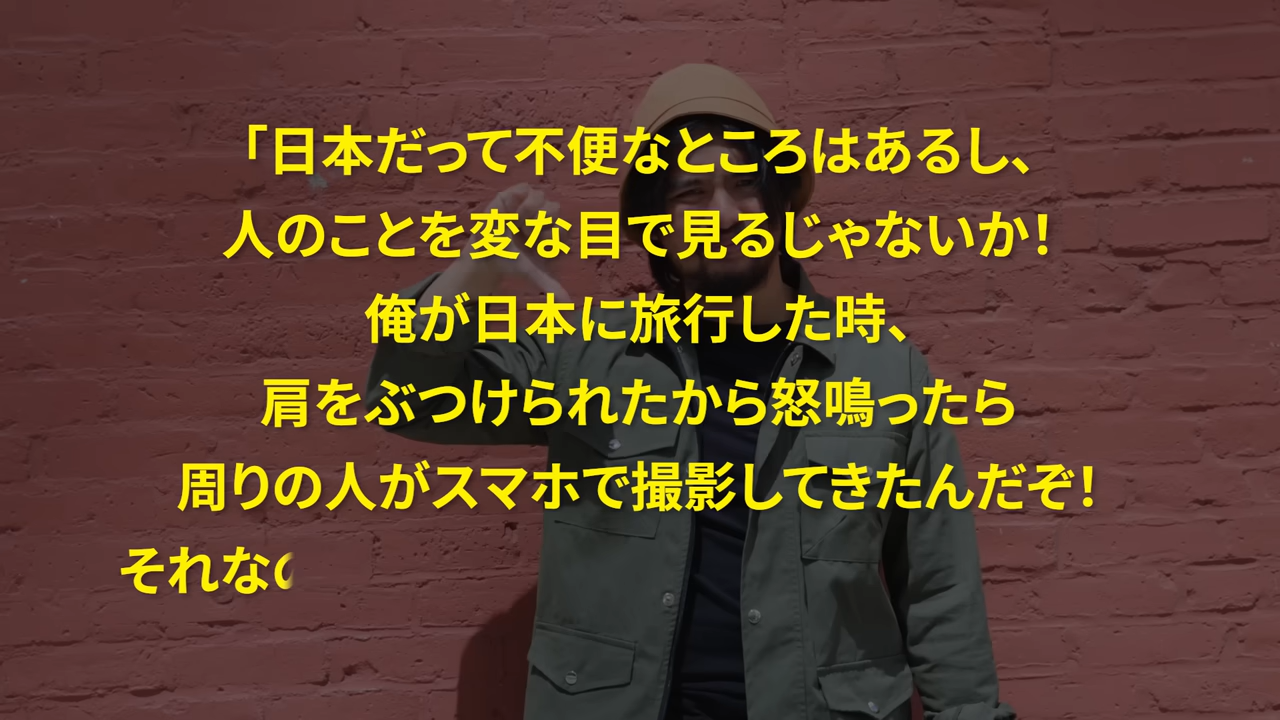 「日本だって不便なところはあるし、
人のことを変な目で見るじゃないか!
俺が日本に旅行した時、
肩をぶつけられたから怒鳴ったら
周りの人がスマホで撮影してきたんだぞ!
それな